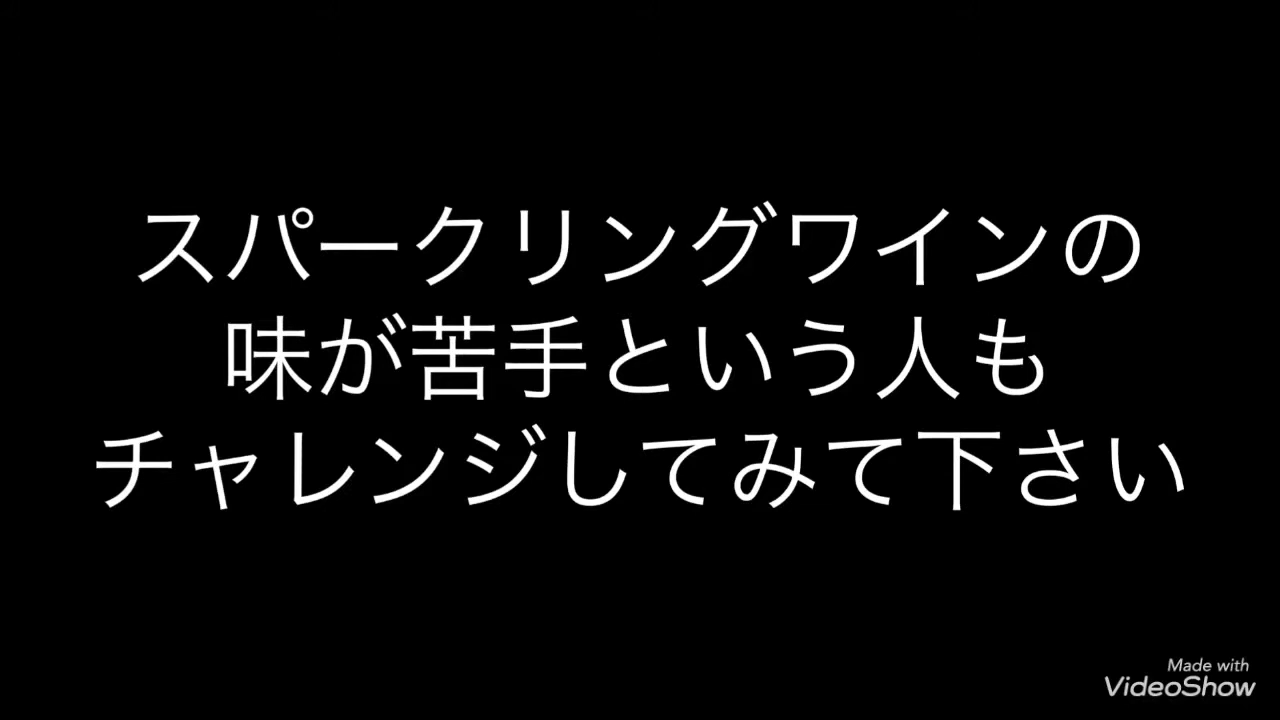 スパークリングワインの
味が苦手という人も
チャレンジしてみて下さい
Made with
VideoShow